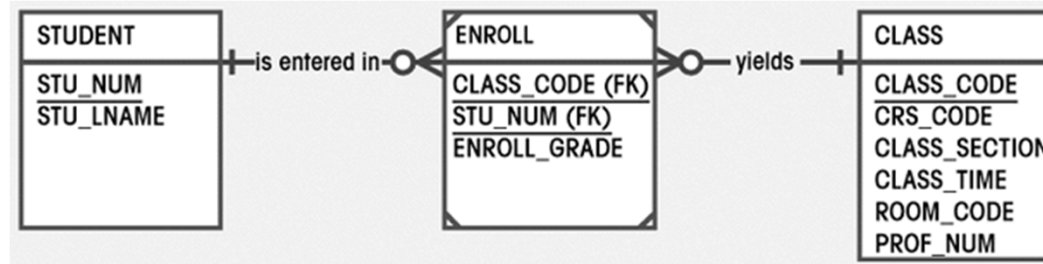 STUDENT
STU_NUM
STU_LNAME
is entered in
ENROLL
CLASS_CODE (FK)
STU_NUM (FK)
ENROLL_GRADE
yields
CLASS
CLASS_CODE
CRS_CODE
CLASS_SECTION
CLASS_TIME
ROOM_CODE
PROF_NUM